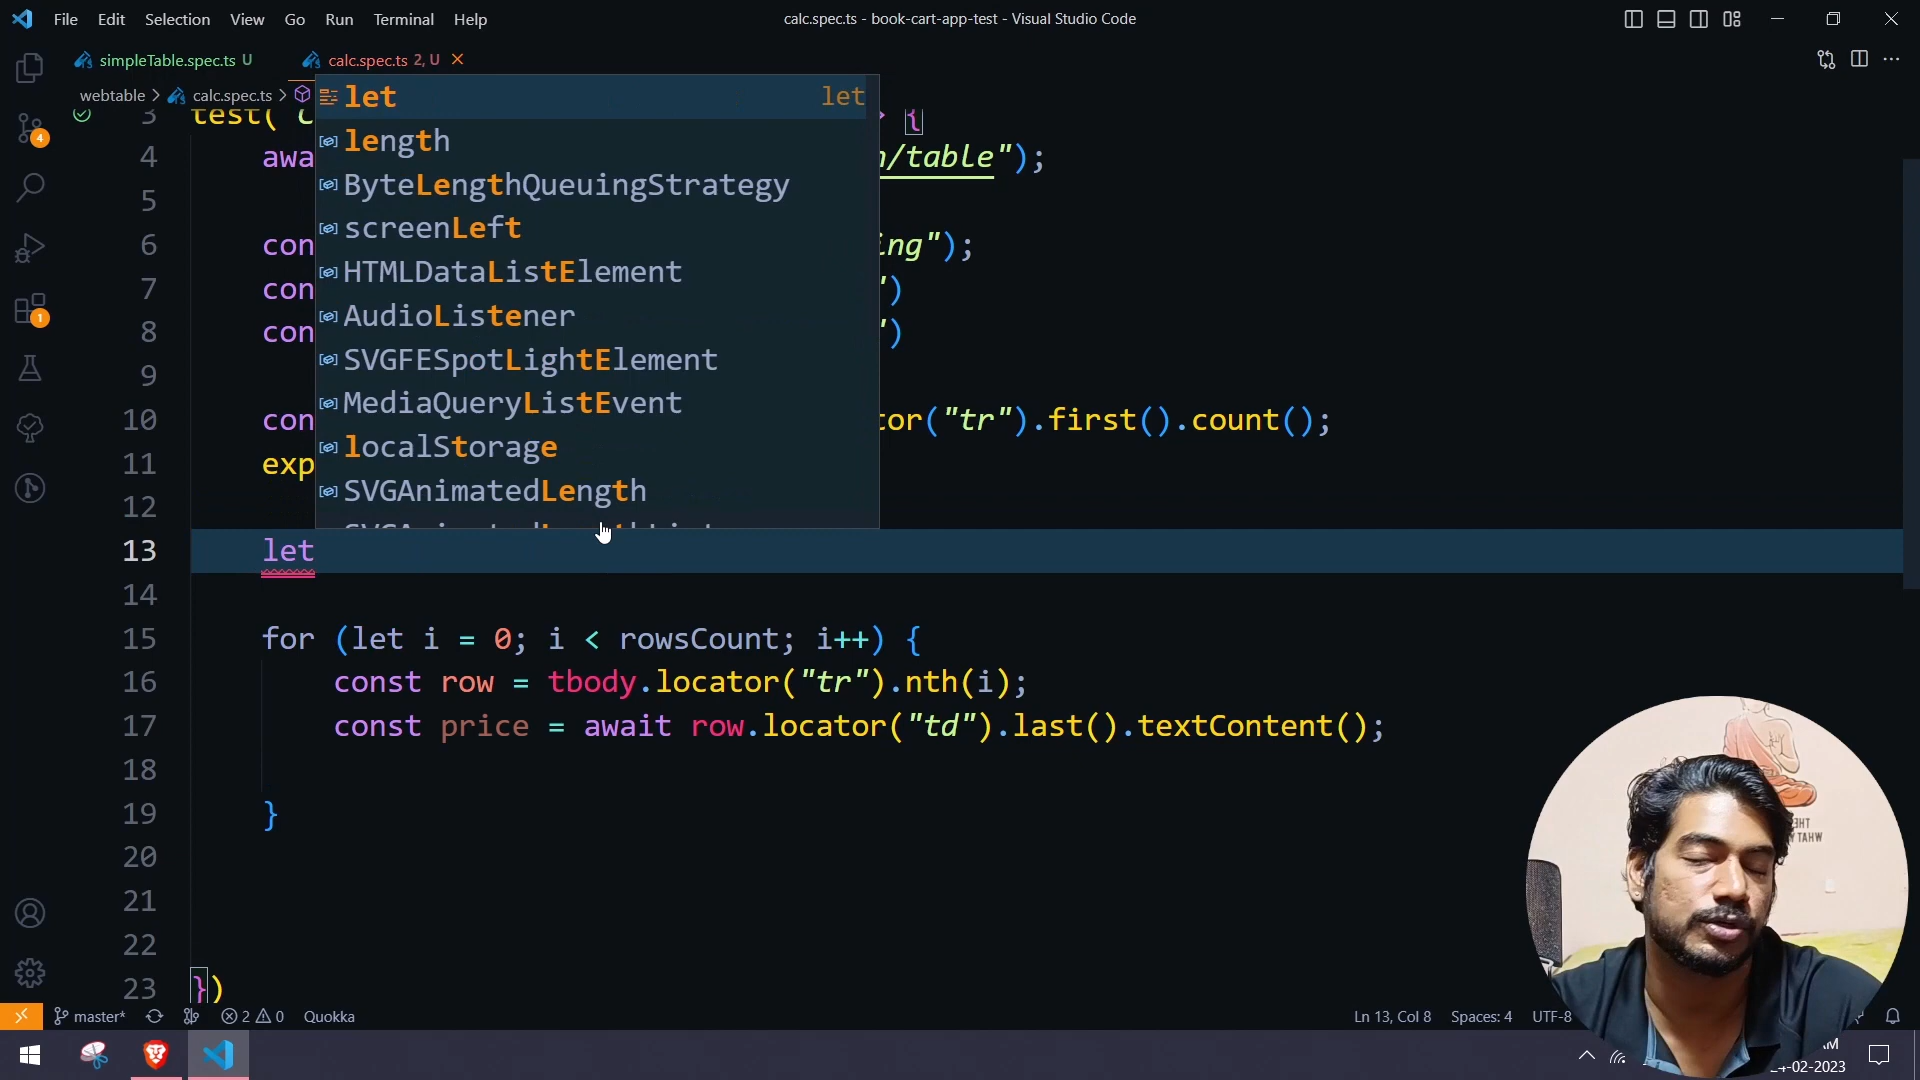 File Edit Selection View Go Run Terminal Help
calc.spec.ts - book-cart-app-test - Visual Studio Code
simpleTable.spec.ts U
calc.spec.ts 2, U
webtable > calc.spec.ts >
let let
length
ByteLengthQueuingStrategy
screenLeft
HTMLDataListElement
AudioListener
SVGFESpotLightElement
MediaQueryListEvent
localStorage
SVGAnimatedLength
3 test( {
4 awa /table");
5
6 con ing");
7 con ")
8 con ")
9
10 con tor("tr").first().count();
11 exp
12
13 let
14
15 for (let i = 0; i < rowsCount; i++) {
16 const row = tbody.locator("tr").nth(i);
17 const price = await row.locator("td").last().textContent();
18
19 }
20
21
22
23 })
4
1
master* 2 0 Quokka
Ln 13, Col 8 Spaces: 4 UTF-8
-02-2023